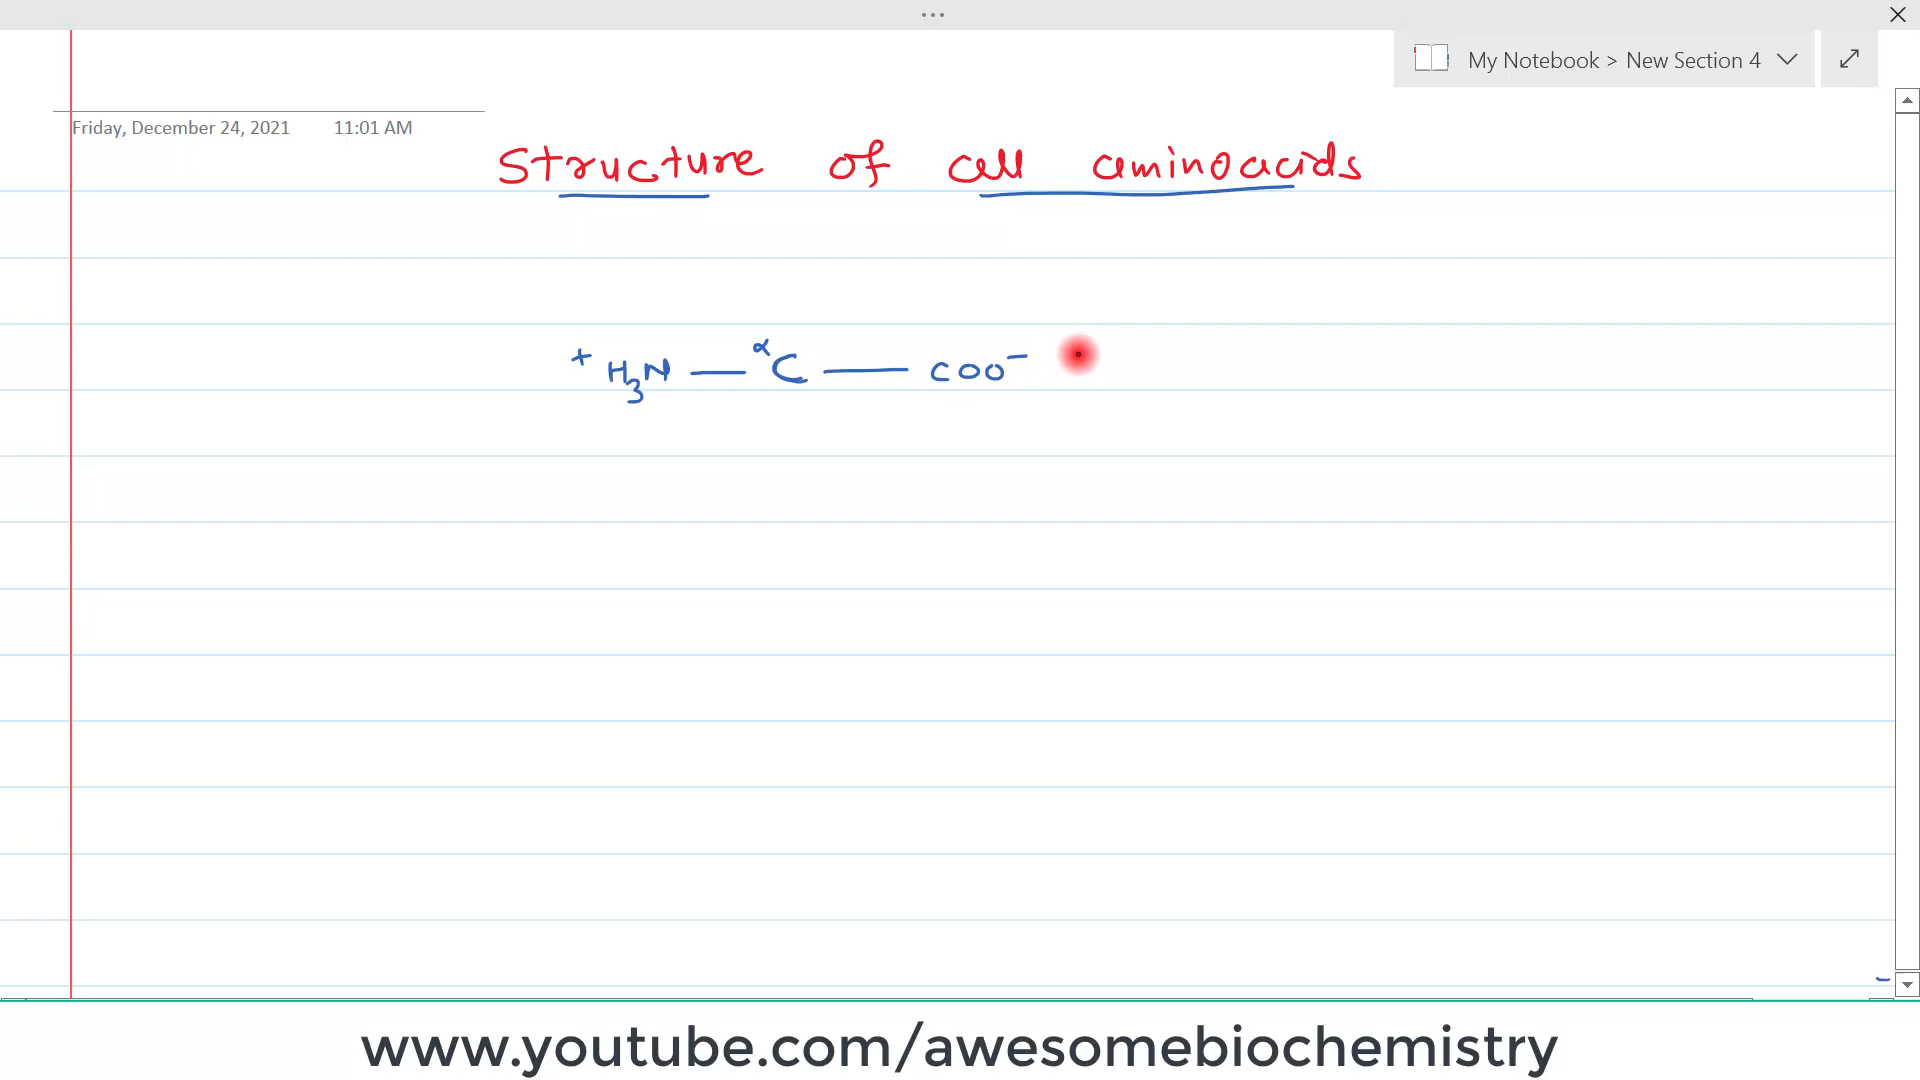 My Notebook > New Section 4
Friday, December 24, 2021 11:01 AM
Structure of all aminoacids
+H3N — αC — COO−
www.youtube.com/awesomebiochemistry